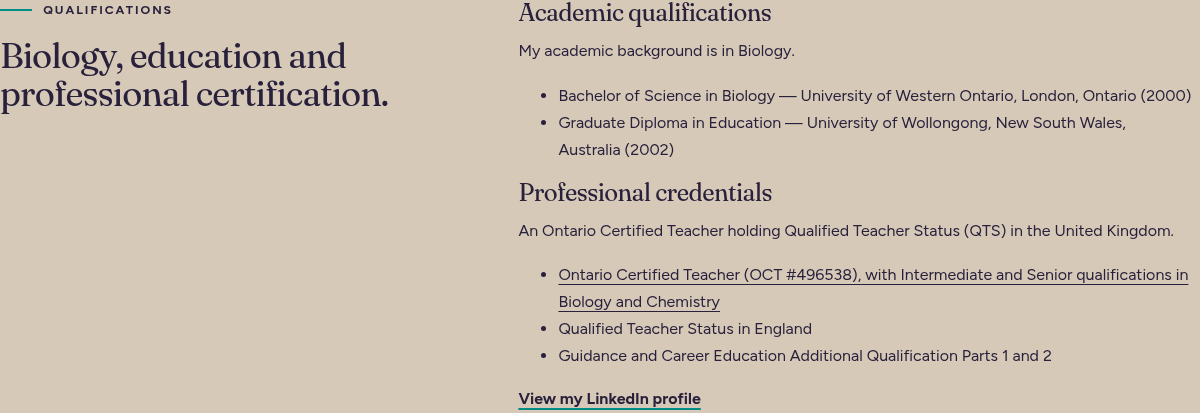 QUALIFICATIONS
Biology, education and
professional certification.
Academic qualifications
My academic background is in Biology.
• Bachelor of Science in Biology — University of Western Ontario, London, Ontario (2000)
• Graduate Diploma in Education — University of Wollongong, New South Wales,
Australia (2002)
Professional credentials
An Ontario Certified Teacher holding Qualified Teacher Status (QTS) in the United Kingdom.
• Ontario Certified Teacher (OCT #496538), with Intermediate and Senior qualifications in
Biology and Chemistry
• Qualified Teacher Status in England
• Guidance and Career Education Additional Qualification Parts 1 and 2
View my LinkedIn profile